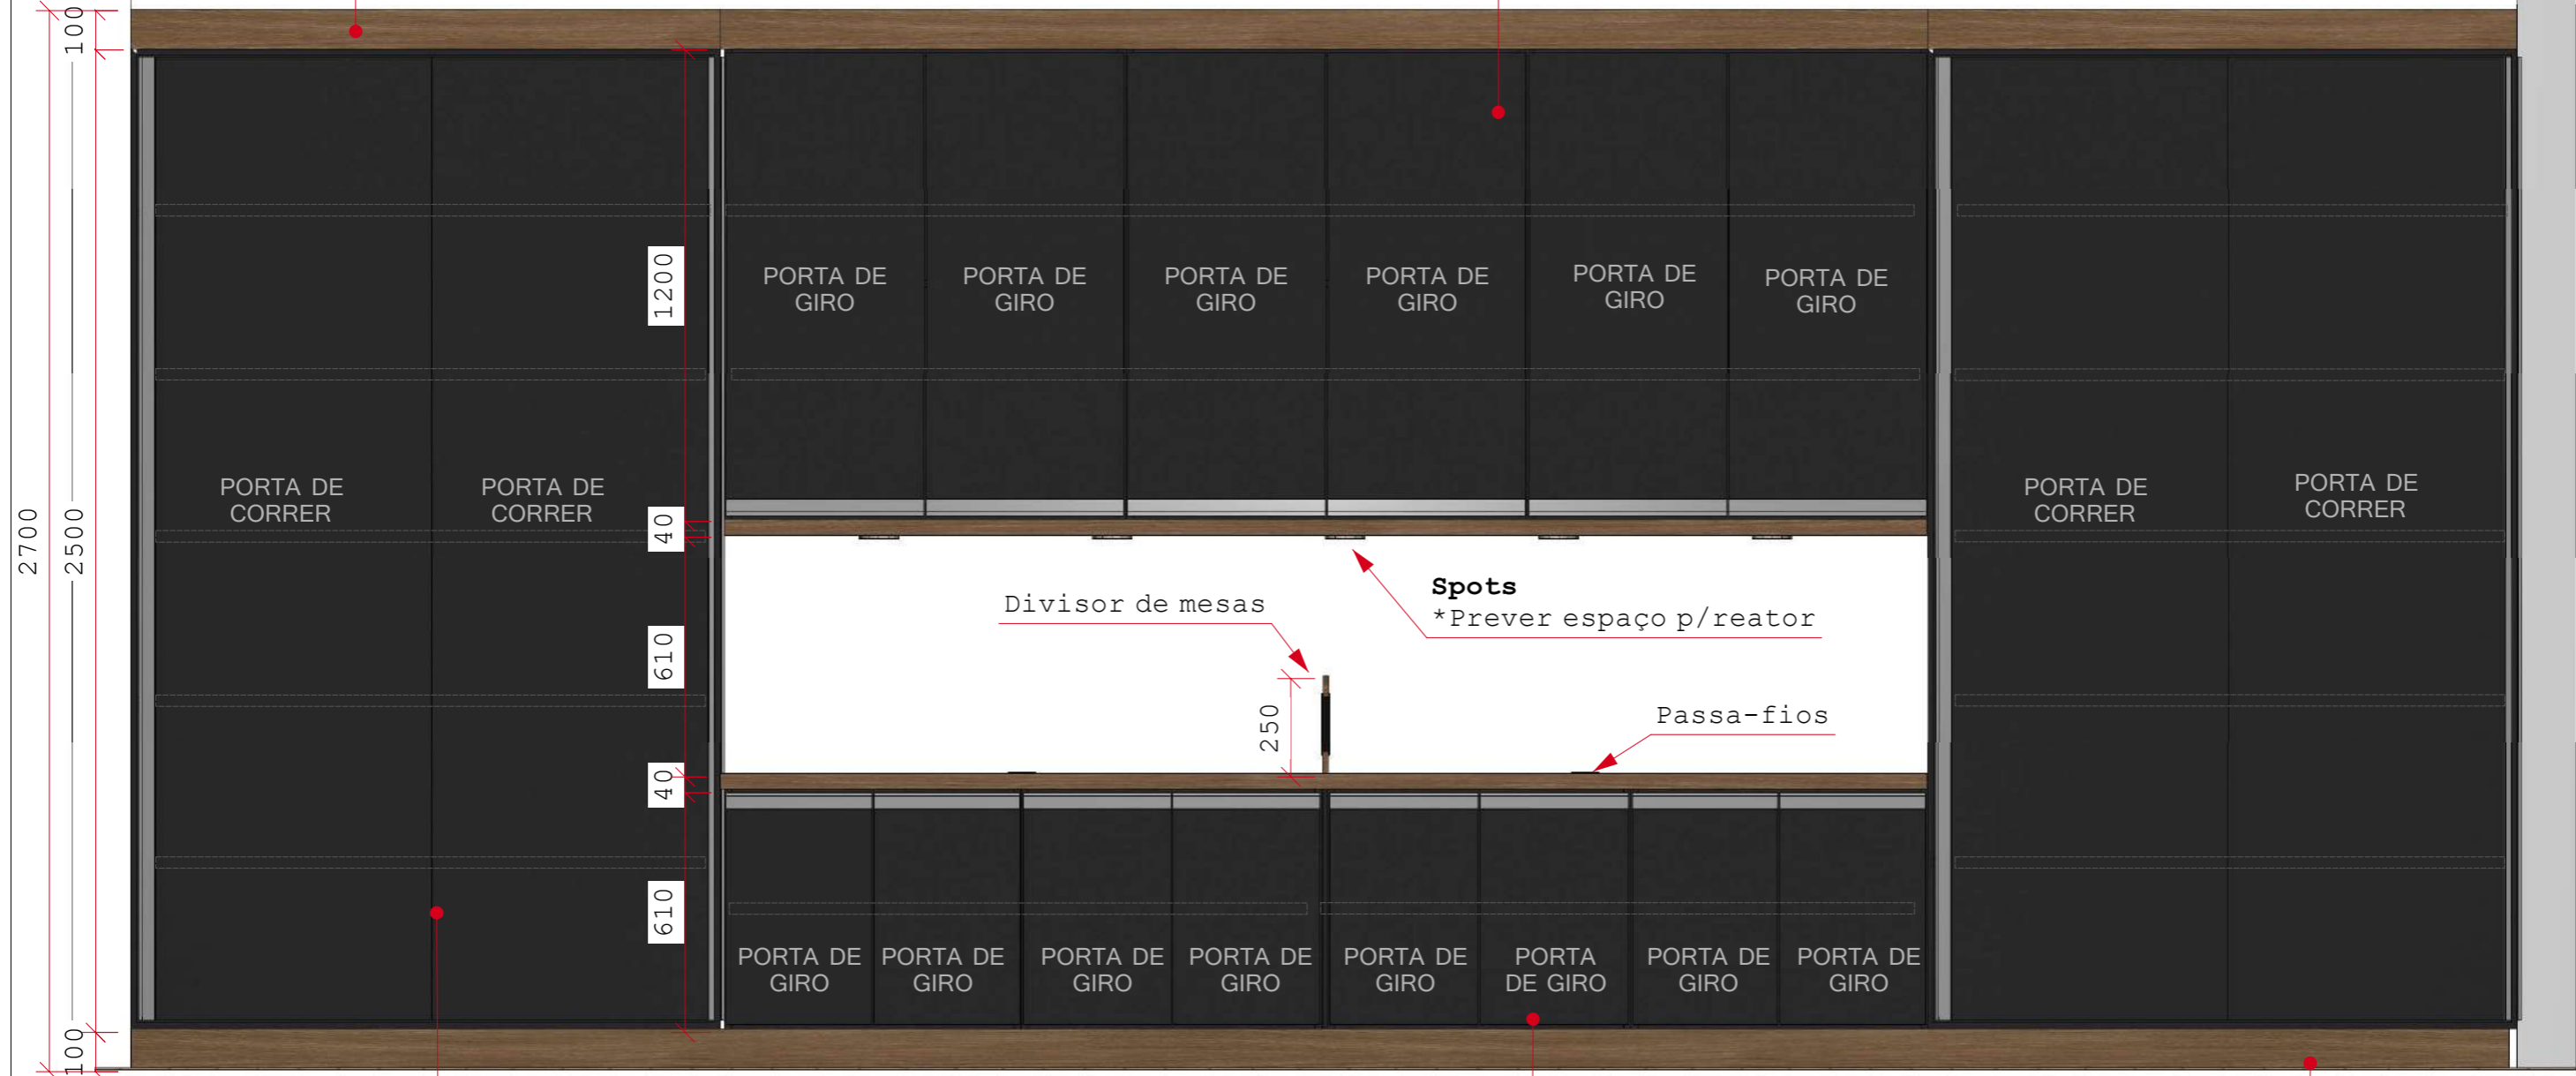 100
1200
PORTA DE
GIRO
PORTA DE
GIRO
PORTA DE
GIRO
PORTA DE
GIRO
PORTA DE
GIRO
PORTA DE
GIRO
PORTA DE
CORRER
PORTA DE
CORRER
PORTA DE
CORRER
PORTA DE
CORRER
2700
2500
40
Spots
*Prever espaço p/reator
Divisor de mesas
610
250
Passa-fios
40
610
PORTA DE
GIRO
PORTA DE
GIRO
PORTA DE
GIRO
PORTA DE
GIRO
PORTA DE
GIRO
PORTA
DE GIRO
PORTA DE
GIRO
PORTA DE
GIRO
100